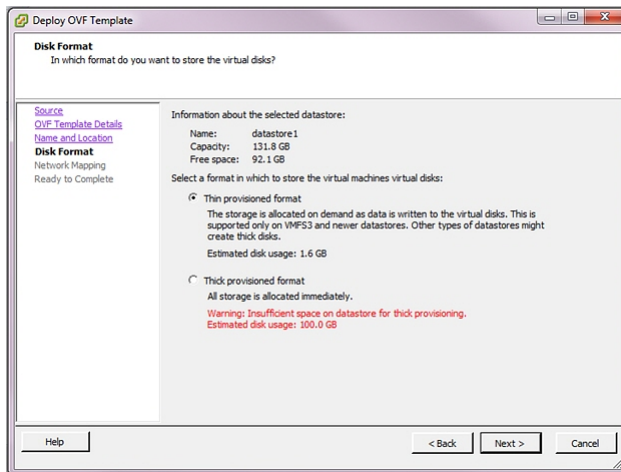 Deploy OVF Template
Disk Format
In which format do you want to store the virtual disks?
Source
OVF Template Details
Name and Location
Disk Format
Network Mapping
Ready to Complete
Information about the selected datastore:
Name: datastore1
Capacity: 131.8 GB
Free space: 92.1 GB
Select a format in which to store the virtual machines virtual disks:
Thin provisioned format
The storage is allocated on demand as data is written to the virtual disks. This is
supported only on VMFS3 and newer datastores. Other types of datastores might
create thick disks.
Estimated disk usage: 1.6 GB
Thick provisioned format
All storage is allocated immediately.
Warning: Insufficient space on datastore for thick provisioning.
Estimated disk usage: 100.0 GB
Help
< Back
Next >
Cancel